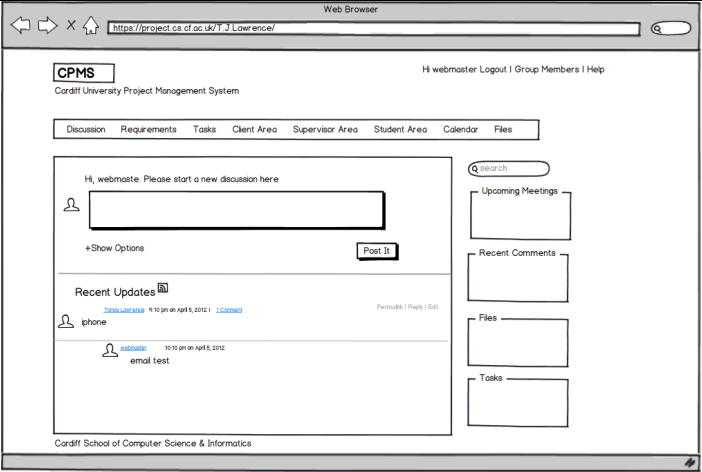 Web Browser
https://project.cs.cf.ac.uk/T.J.Lawrence/
CPMS
Hi webmaster Logout | Group Members | Help
Cardiff University Project Management System
Discussion Requirements Tasks Client Area Supervisor Area Student Area Calendar Files
search
Hi, webmaste. Please start a new discussion here
Upcoming Meetings
+Show Options
Post It
Recent Comments
Recent Updates
Tomas Lawrence 9:10 pm on April 5, 2012 | 1 Comment
Permalink | Reply | Edit
iphone
Files
webmaster 10:10 pm on April 5, 2012
email test
Tasks
Cardiff School of Computer Science & Informatics